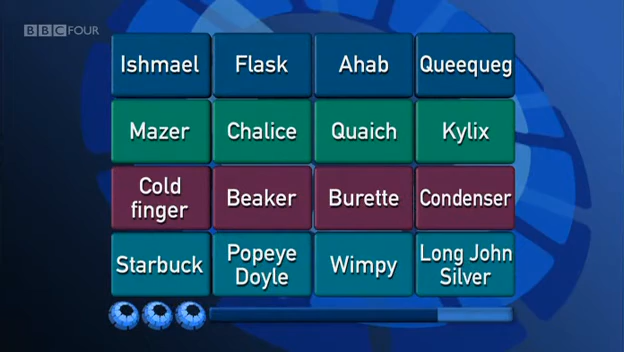 BBC FOUR
Ishmael Flask Ahab Queequeg
Mazer Chalice Quaich Kylix
Cold finger Beaker Burette Condenser
Starbuck Popeye Doyle Wimpy Long John Silver